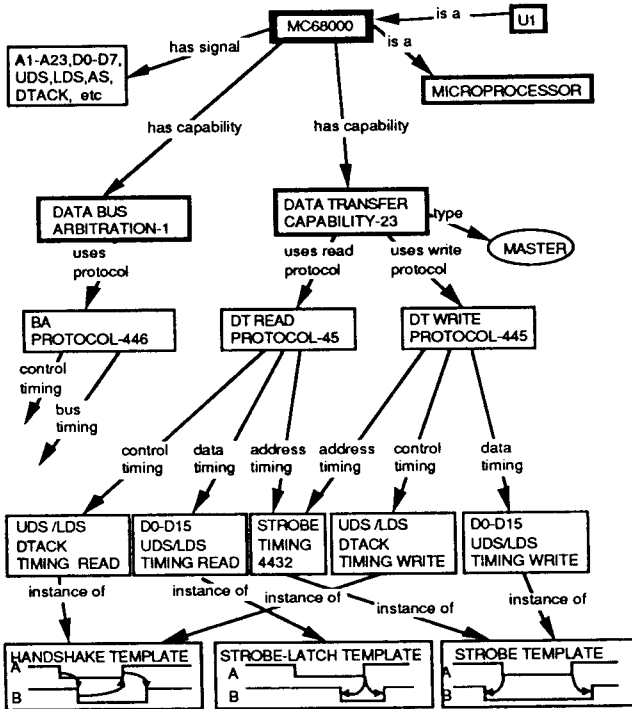 MC68000
is a
U1
has signal
is a
A1-A23,D0-D7,
UDS,LDS,AS,
DTACK, etc
MICROPROCESSOR
has capability
has capability
DATA BUS
ARBITRATION-1
DATA TRANSFER
CAPABILITY-23
type
MASTER
uses
protocol
uses read
protocol
uses write
protocol
BA
PROTOCOL-446
DT READ
PROTOCOL-45
DT WRITE
PROTOCOL-445
control
timing
bus
timing
control
timing
data
timing
address
timing
address
timing
control
timing
data
timing
UDS /LDS
DTACK
TIMING READ
D0-D15
UDS/LDS
TIMING READ
STROBE
TIMING
4432
UDS /LDS
DTACK
TIMING WRITE
D0-D15
UDS/LDS
TIMING WRITE
instance of
instance of
instance of
instance of
HANDSHAKE TEMPLATE
A
B
STROBE-LATCH TEMPLATE
A
B
STROBE TEMPLATE
A
B